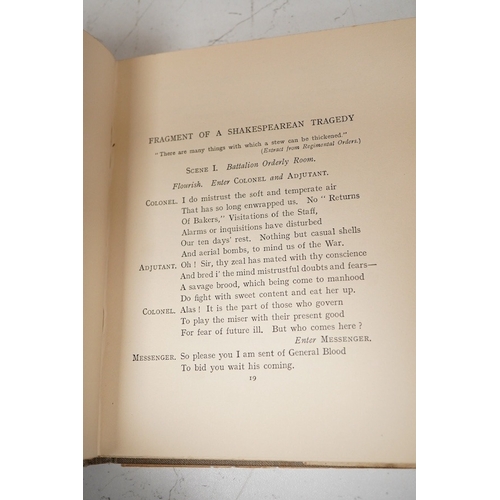 FRAGMENT OF A SHAKESPEAREAN TRAGEDY
"There are many things with which a stew can be thickened."
(Extract from Regimental Orders.)
SCENE I. Battalion Orderly Room.
Flourish. Enter COLONEL and ADJUTANT.
COLONEL. I do mistrust the soft and temperate air
That has so long enwrapped us. No "Returns
Of Bakers," Visitations of the Staff,
Alarms or inquisitions have disturbed
Our ten days' rest. Nothing but casual shells
And aerial bombs, to mind us of the War.
ADJUTANT. Oh! Sir, thy zeal has mated with thy conscience
And bred i' the mind mistrustful doubts and fears—
A savage brood, which being come to manhood
Do fight with sweet content and eat her up.
COLONEL. Alas! It is the part of those who govern
To play the miser with their present good
For fear of future ill. But who comes here?
Enter MESSENGER.
MESSENGER. So please you I am sent of General Blood
To bid you wait his coming.
19